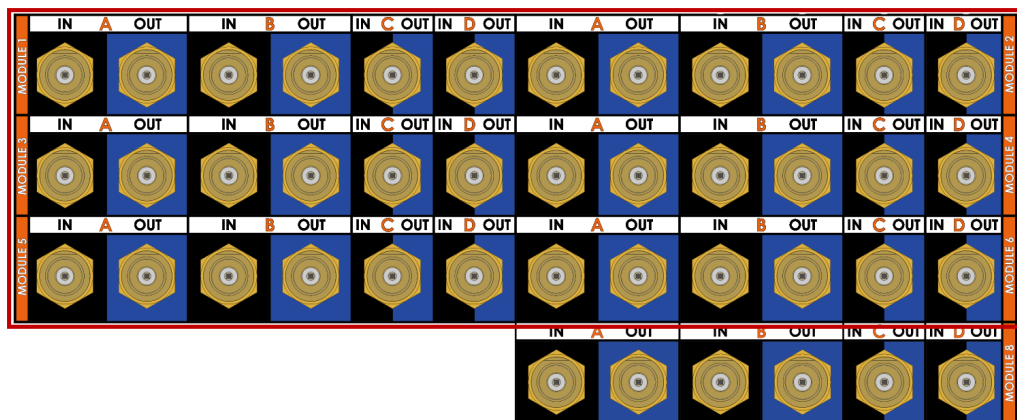 IN A OUT IN B OUT IN C OUT IN D OUT IN A OUT IN B OUT IN C OUT IN D OUT
MODULE 1
MODULE 2
IN A OUT IN B OUT IN C OUT IN D OUT IN A OUT IN B OUT IN C OUT IN D OUT
MODULE 3
MODULE 4
IN A OUT IN B OUT IN C OUT IN D OUT IN A OUT IN B OUT IN C OUT IN D OUT
MODULE 5
MODULE 6
IN A OUT IN B OUT IN C OUT IN D OUT
MODULE 8